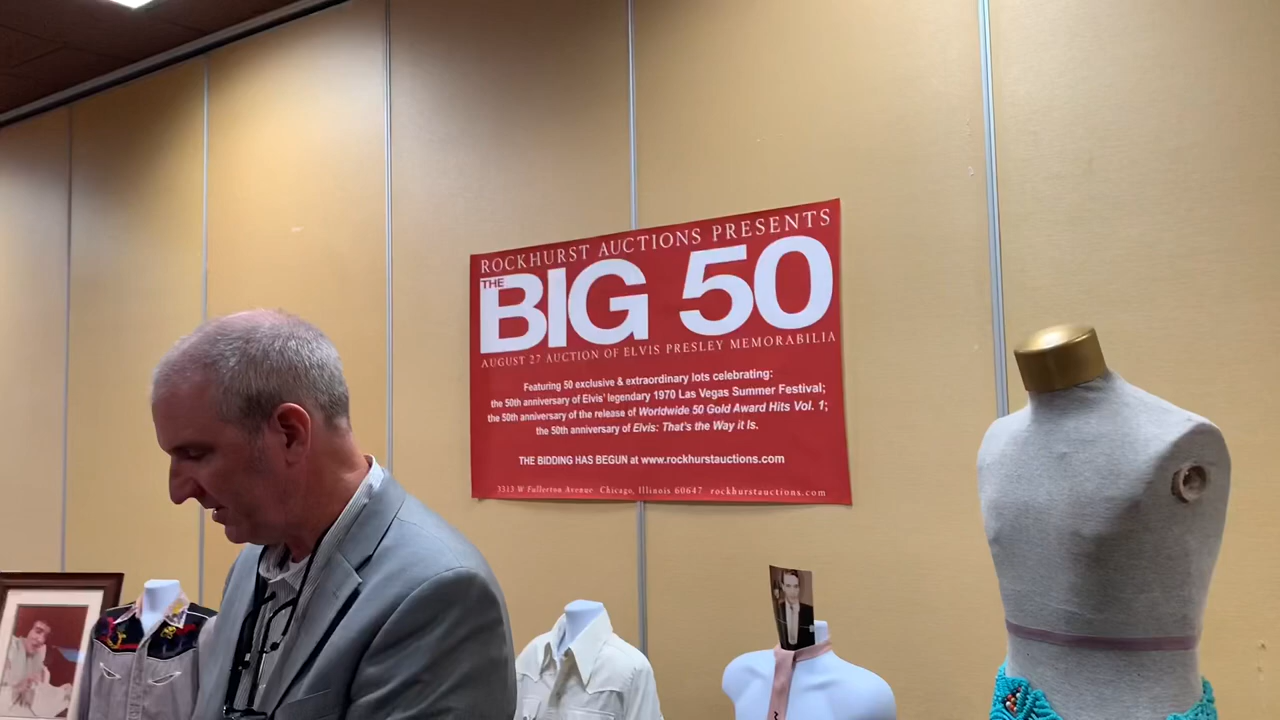 ROCKHURST AUCTIONS PRESENTS
THE
BIG 50
AUGUST 27 AUCTION OF ELVIS PRESLEY MEMORABILIA
Featuring 50 exclusive & extraordinary lots celebrating:
the 50th anniversary of Elvis' legendary 1970 Las Vegas Summer Festival;
the 50th anniversary of the release of Worldwide 50 Gold Award Hits Vol. 1;
the 50th anniversary of Elvis: That's the Way it Is.
THE BIDDING HAS BEGUN at www.rockhurstauctions.com
3313 W Fullerton Avenue Chicago, Illinois 60647 rockhurstauctions.com